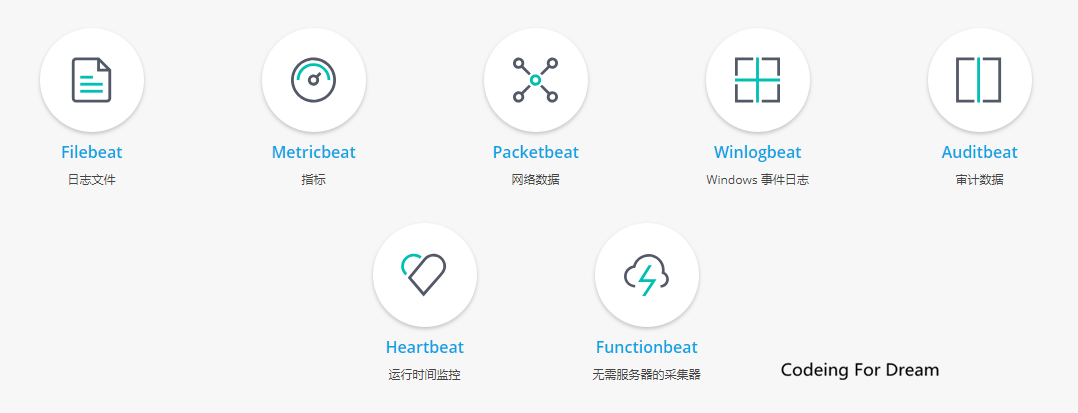 Filebeat
日志文件
Metricbeat
指标
Packetbeat
网络数据
Winlogbeat
Windows 事件日志
Auditbeat
审计数据
Heartbeat
运行时间监控
Functionbeat
无需服务器的采集器
Codeing For Dream